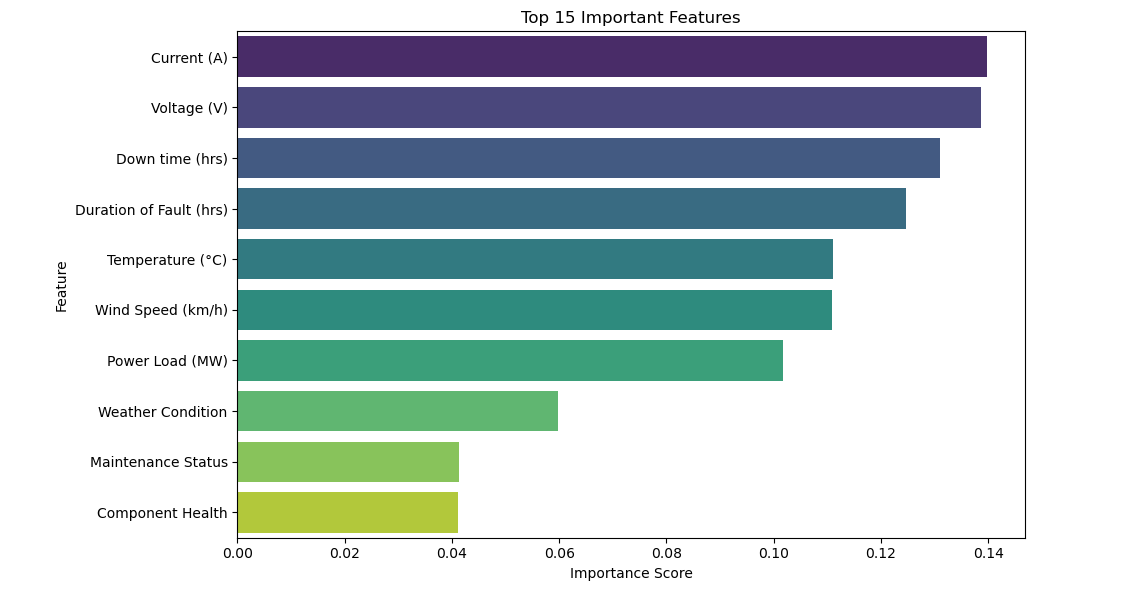 Top 15 Important Features
Current (A)
Voltage (V)
Down time (hrs)
Duration of Fault (hrs)
Temperature (°C)
Wind Speed (km/h)
Power Load (MW)
Weather Condition
Maintenance Status
Component Health
Feature
0.00 0.02 0.04 0.06 0.08 0.10 0.12 0.14
Importance Score